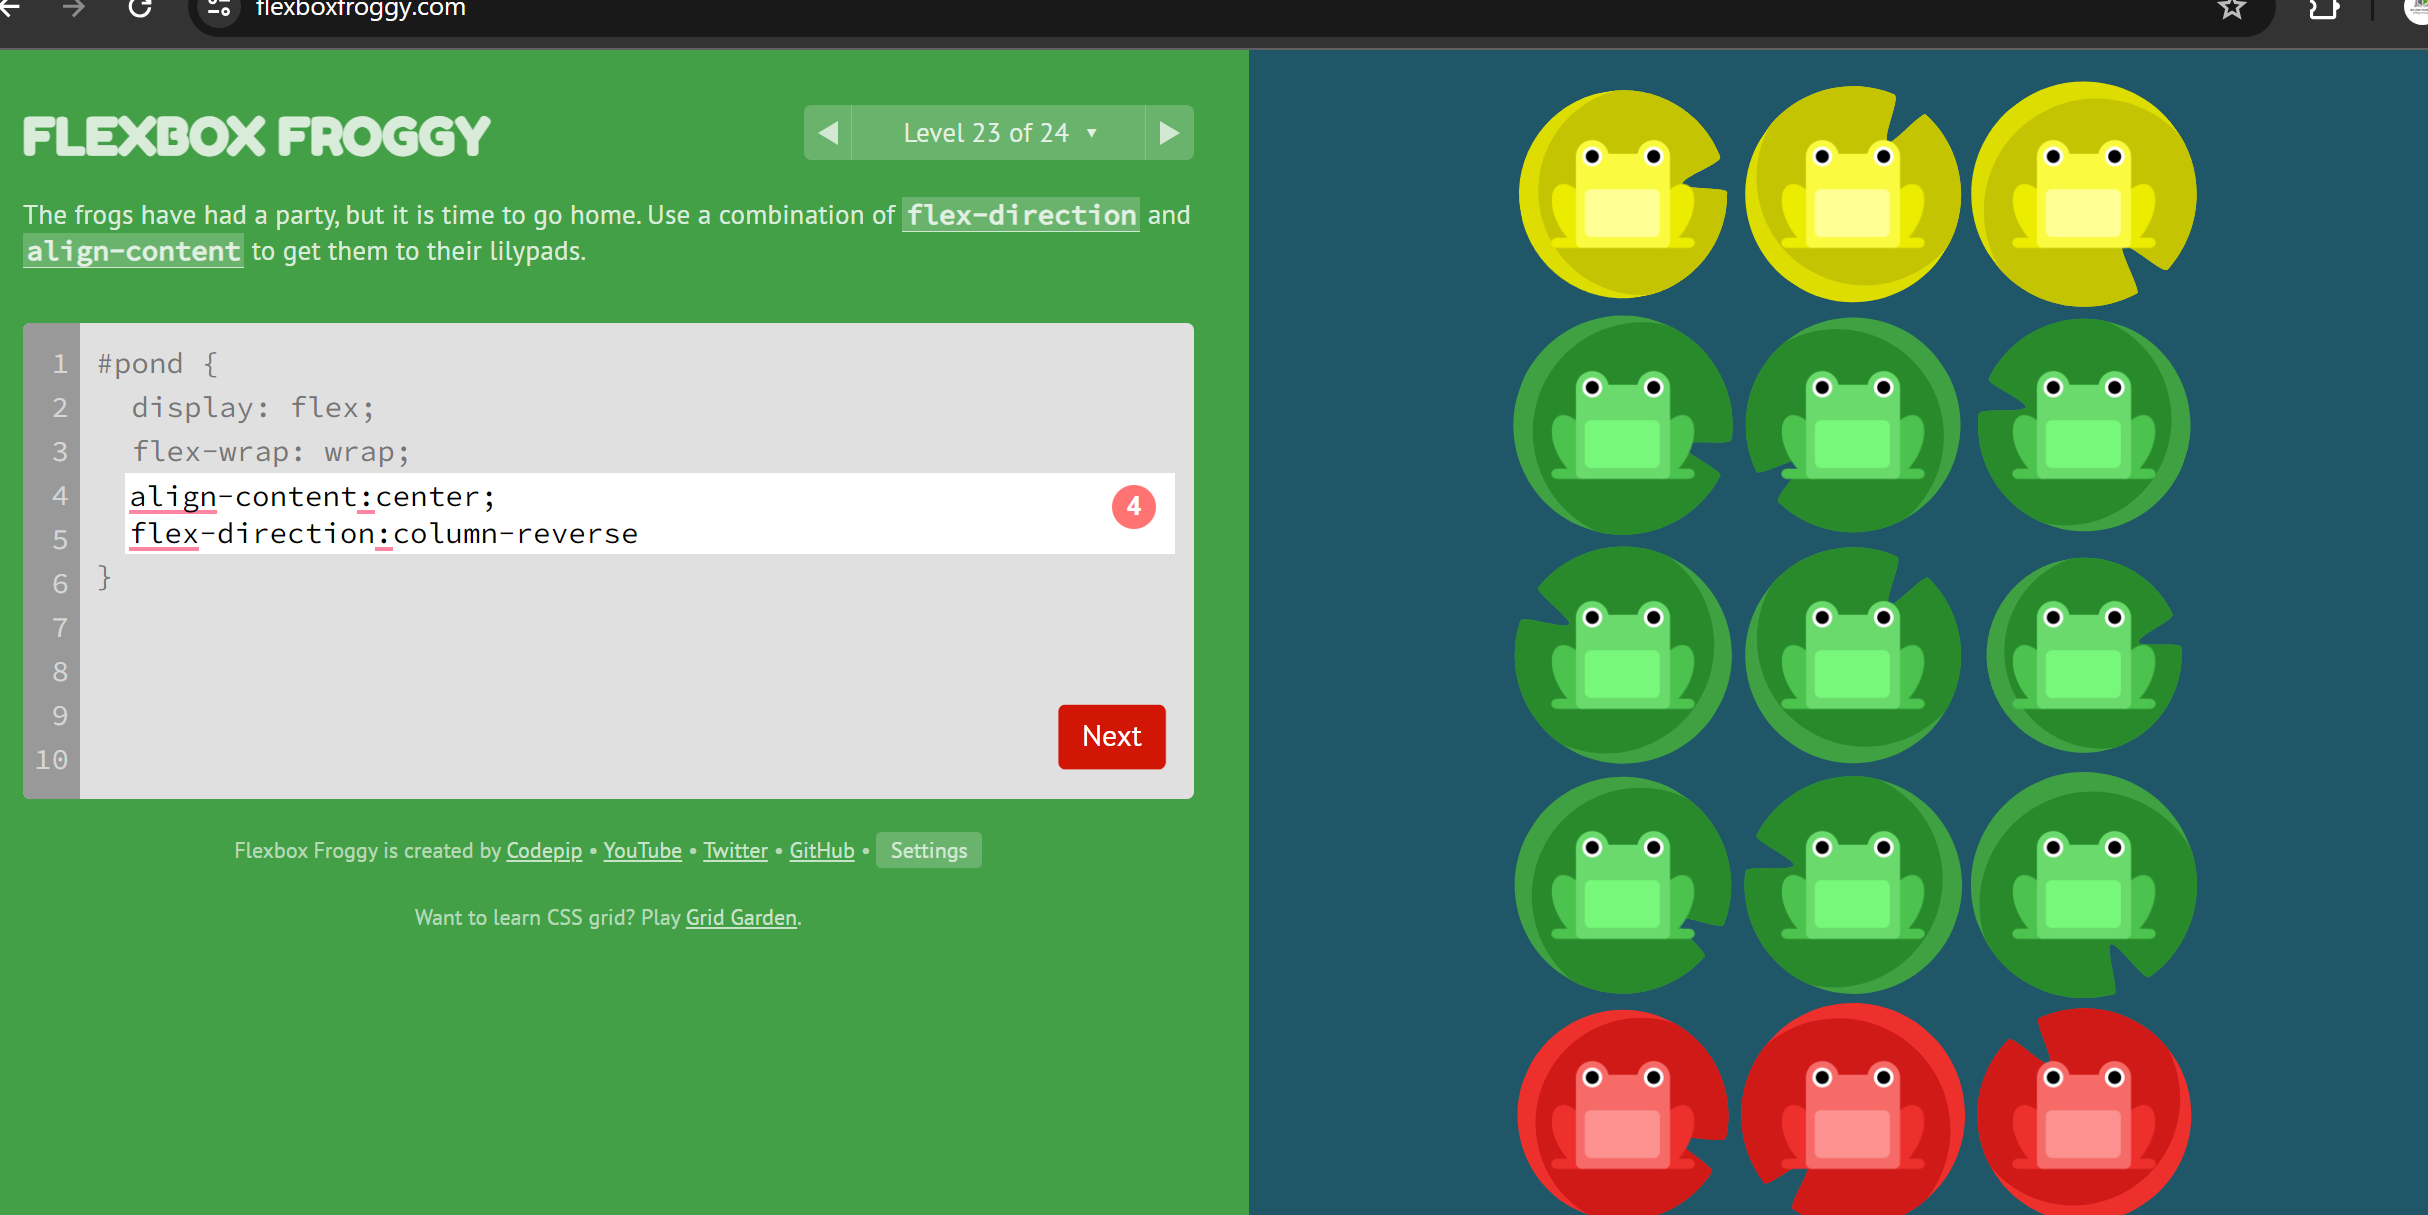 flexboxfroggy.com
FLEXBOX FROGGY
Level 23 of 24 ▼
The frogs have had a party, but it is time to go home. Use a combination of flex-direction and
align-content to get them to their lilypads.
1 #pond {
2 display: flex;
3 flex-wrap: wrap;
4 align-content:center;
4
5 flex-direction:column-reverse
6 }
7
8
9
10
Next
Flexbox Froggy is created by Codepip • YouTube • Twitter • GitHub • Settings
Want to learn CSS grid? Play Grid Garden.